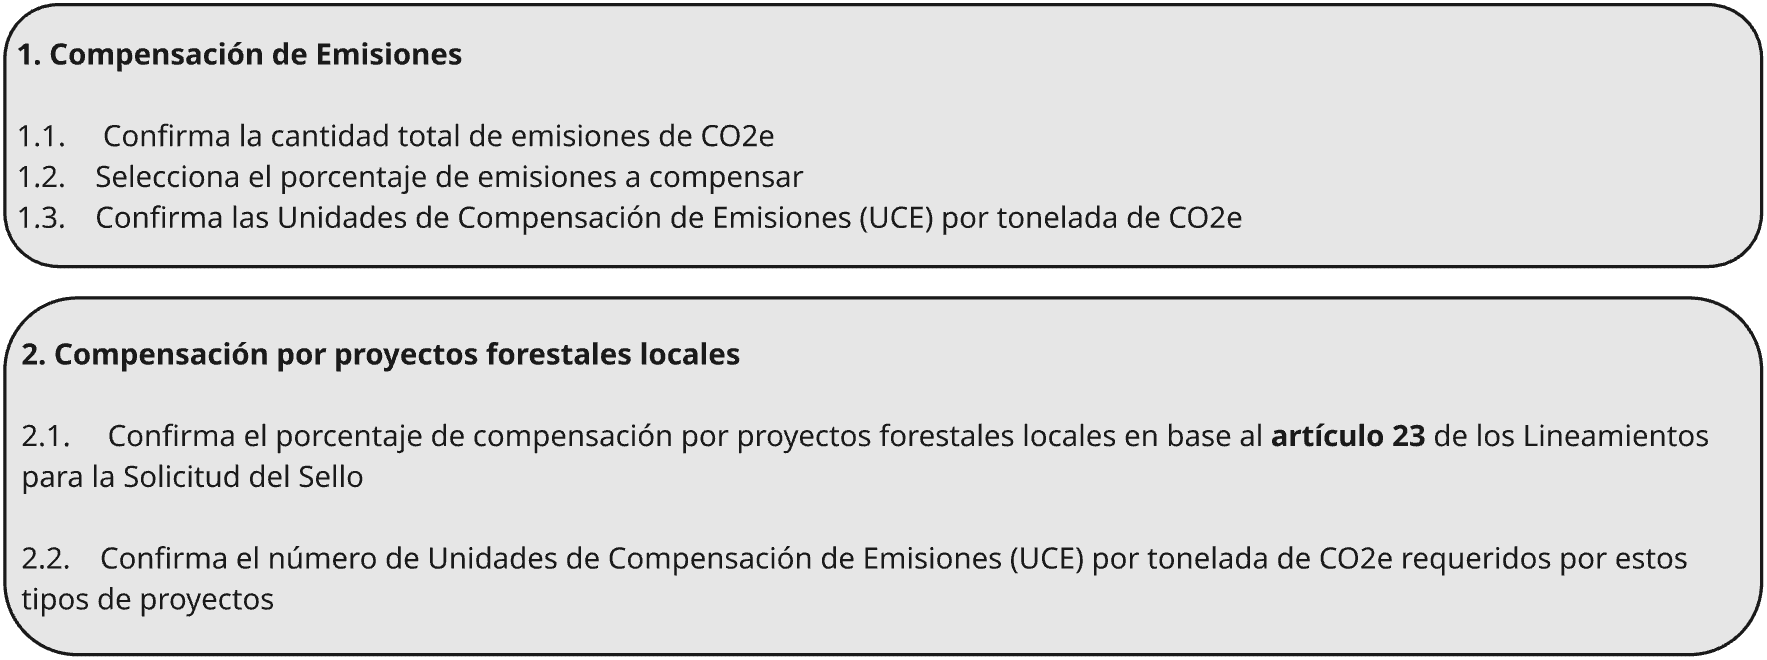 1. Compensación de Emisiones
1.1. Confirma la cantidad total de emisiones de CO2e
1.2. Selecciona el porcentaje de emisiones a compensar
1.3. Confirma las Unidades de Compensación de Emisiones (UCE) por tonelada de CO2e
2. Compensación por proyectos forestales locales
2.1. Confirma el porcentaje de compensación por proyectos forestales locales en base al artículo 23 de los Lineamientos
para la Solicitud del Sello
2.2. Confirma el número de Unidades de Compensación de Emisiones (UCE) por tonelada de CO2e requeridos por estos
tipos de proyectos